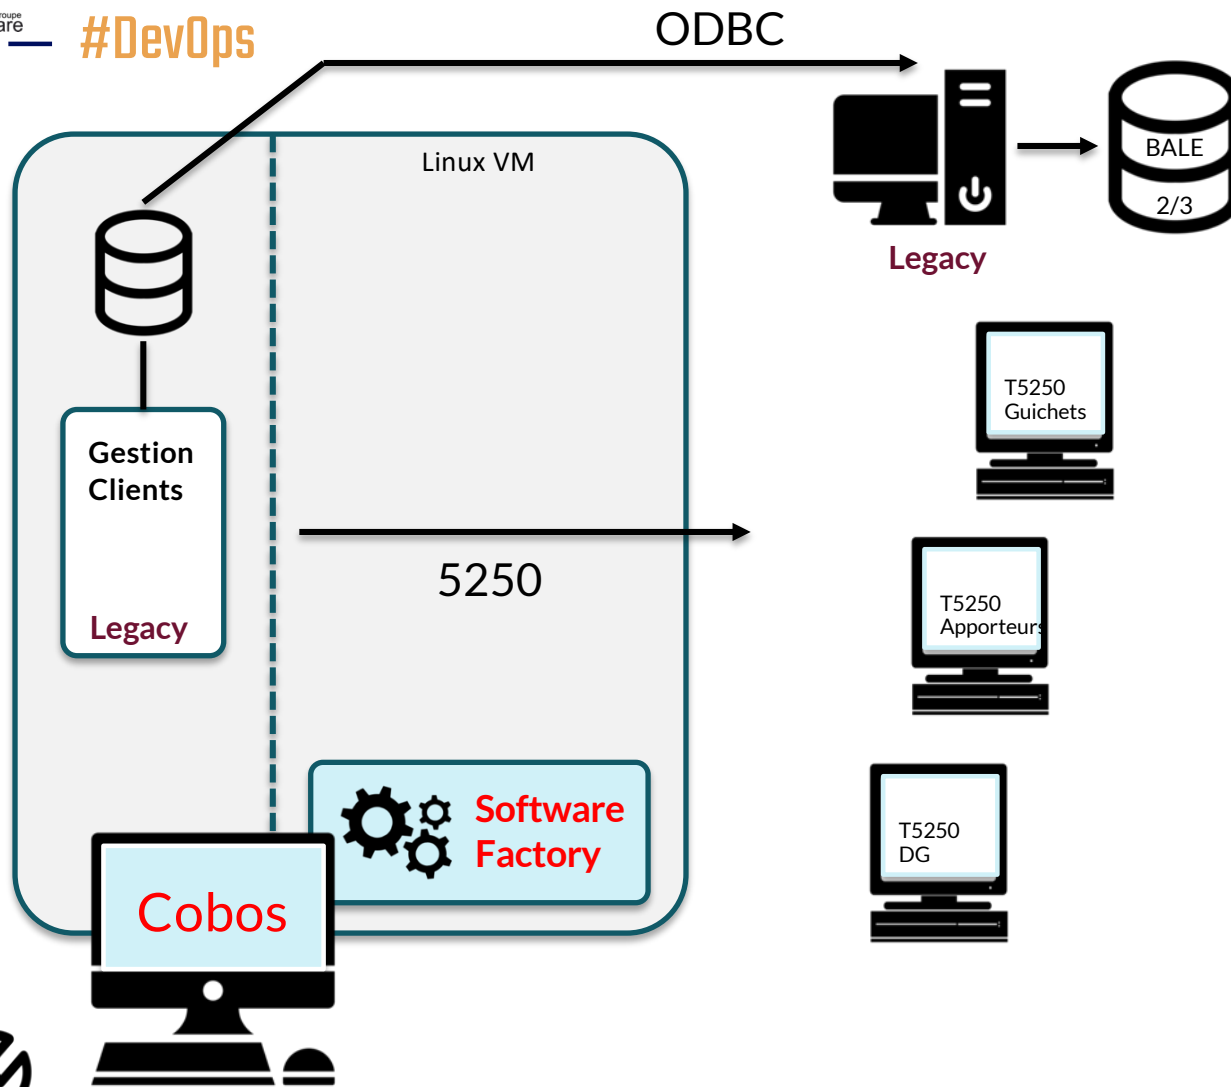 Groupe
#DevOps
ODBC
Linux VM
BALE
2/3
Legacy
T5250
Guichets
Gestion
Clients
Legacy
5250
T5250
Apporteurs
Software
Factory
T5250
DG
Cobos